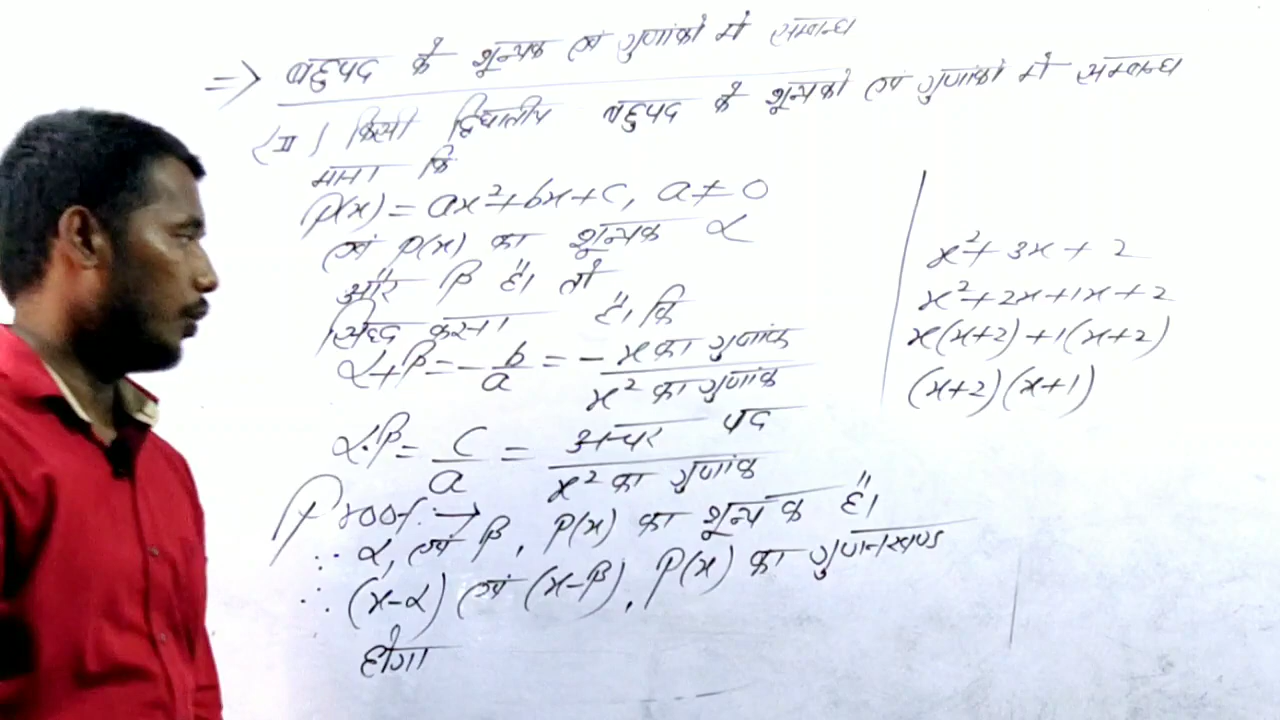 => बहुपद के शून्यक एवं गुणांको मे सम्बन्ध
(II) किसी द्विघातीय बहुपद के शून्यको एवं गुणांको मे सम्बन्ध
माना कि
P(x) = ax²+bx+c, a ≠ 0
एवं P(x) का शून्यक α
और β है। तो
सिध्द करना है। कि
α+β = -b/a = - x का गुणांक / x² का गुणांक
α.β = c/a = अचर पद / x² का गुणांक
Proof: →
∵ α, एवं β, P(x) का शून्यक है।
∴ (x-α) एवं (x-β), P(x) का गुणनखण्ड
होगा
x²+ 3x + 2
x²+2x+1x+2
x(x+2)+1(x+2)
(x+2)(x+1)